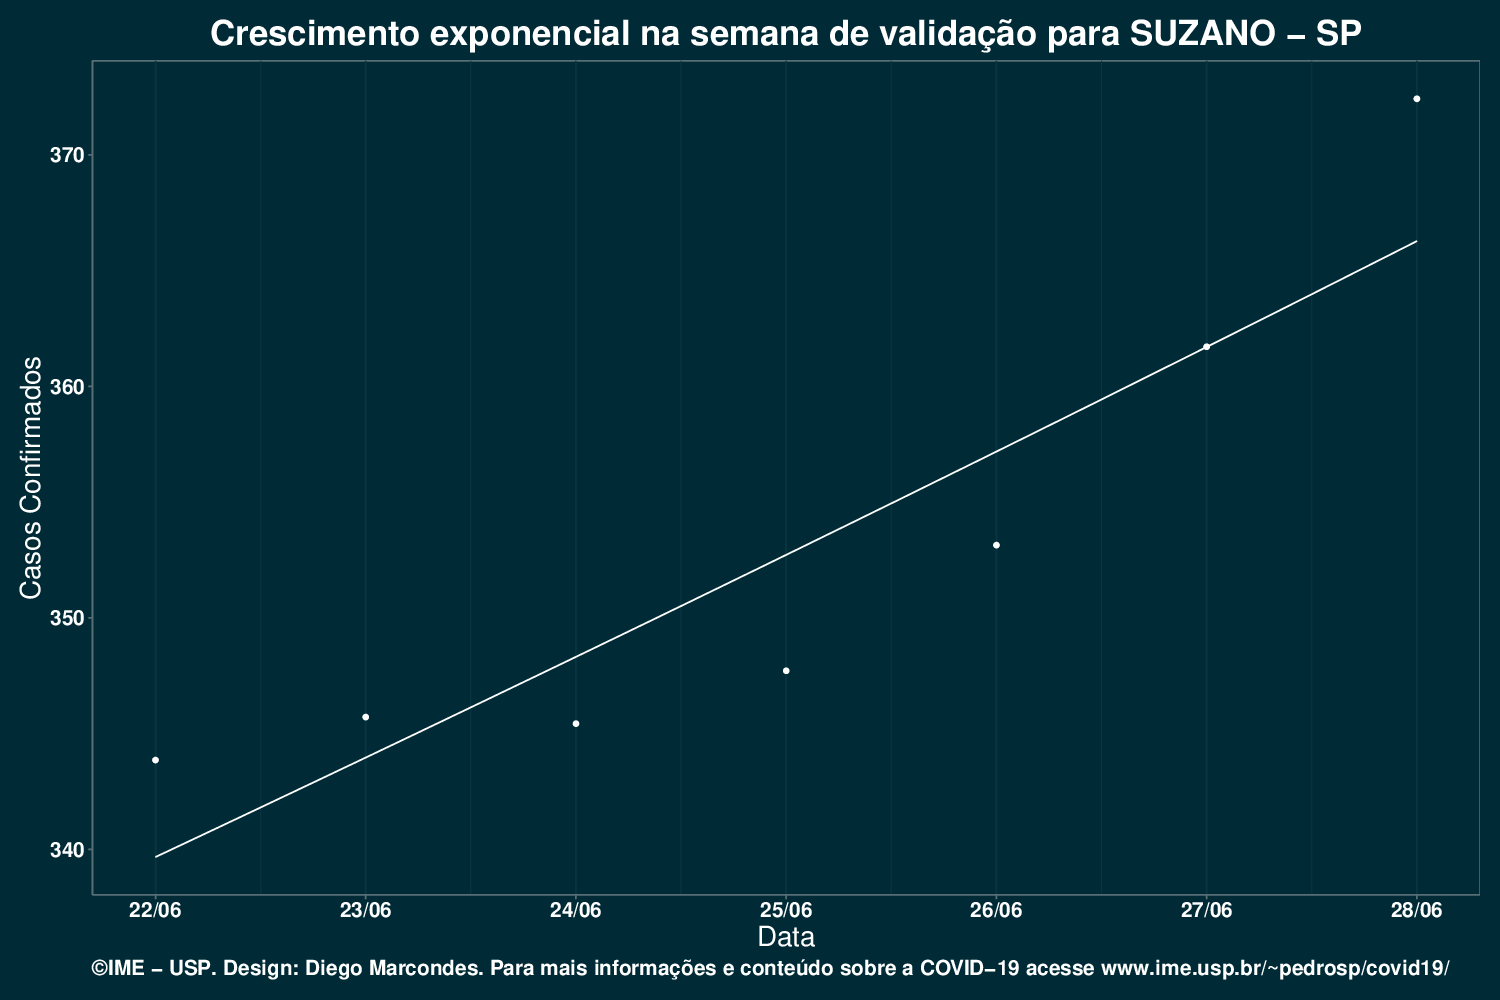 Crescimento exponencial na semana de validação para SUZANO – SP
370
360
350
340
Casos Confirmados
22/06 23/06 24/06 25/06 26/06 27/06 28/06
Data
©IME – USP. Design: Diego Marcondes. Para mais informações e conteúdo sobre a COVID–19 acesse www.ime.usp.br/~pedrosp/covid19/